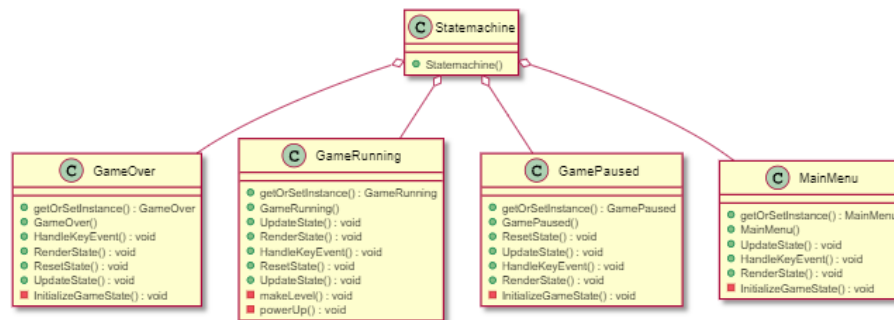 C Statemachine
Statemachine()
C GameOver
getOrSetInstance() : GameOver
GameOver()
HandleKeyEvent() : void
RenderState() : void
ResetState() : void
UpdateState() : void
InitializeGameState() : void
C GameRunning
getOrSetInstance() : GameRunning
GameRunning()
UpdateState() : void
RenderState() : void
HandleKeyEvent() : void
ResetState() : void
UpdateState() : void
makeLevel() : void
powerUp() : void
C GamePaused
getOrSetInstance() : GamePaused
GamePaused()
ResetState() : void
UpdateState() : void
HandleKeyEvent() : void
RenderState() : void
InitializeGameState() : void
C MainMenu
getOrSetInstance() : MainMenu
MainMenu()
UpdateState() : void
HandleKeyEvent() : void
RenderState() : void
InitializeGameState() : void